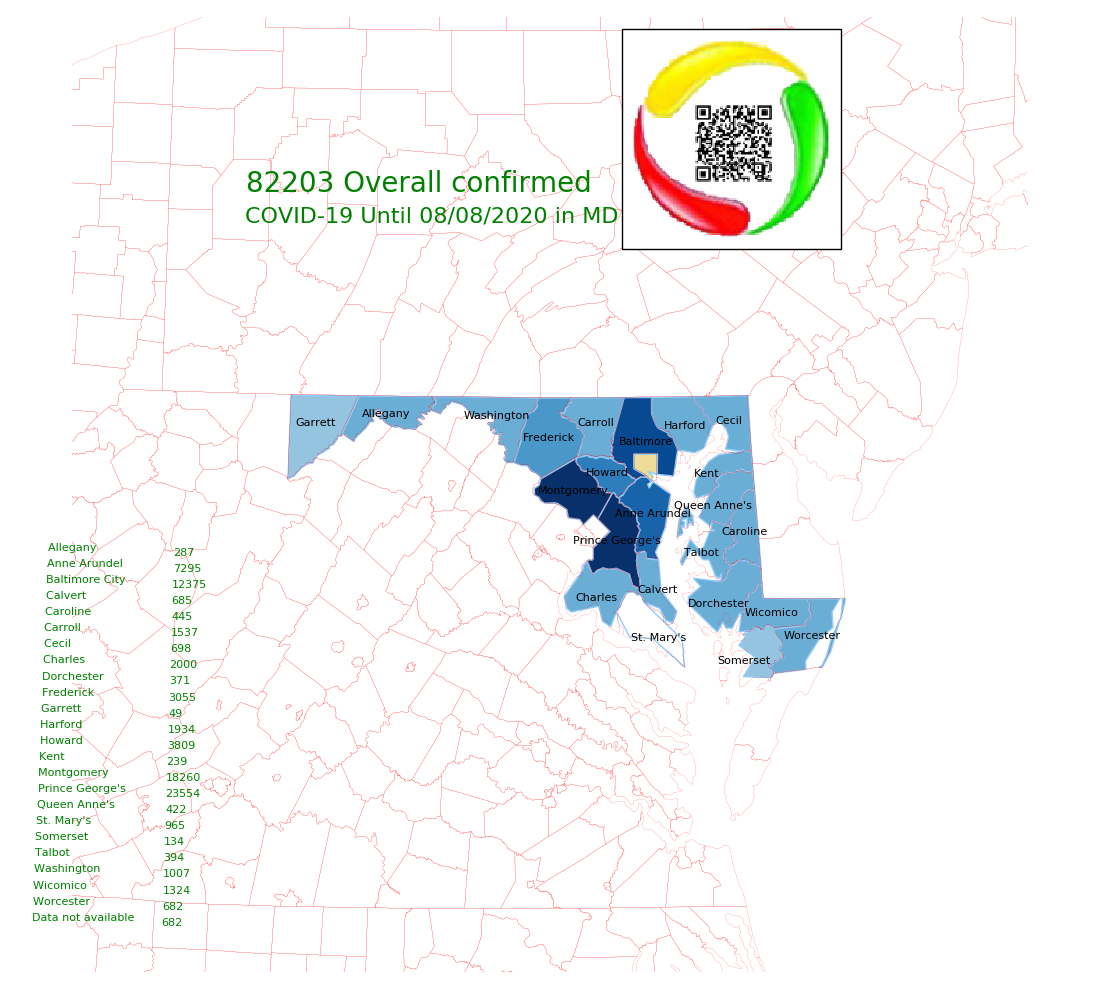 82203 Overall confirmed
COVID-19 Until 08/08/2020 in MD
Garrett
Allegany
Washington
Frederick
Carroll
Baltimore
Harford
Cecil
Howard
Montgomery
Kent
Anne Arundel
Queen Anne's
Prince George's
Caroline
Talbot
Charles
Calvert
Dorchester
Wicomico
St. Mary's
Worcester
Somerset
Allegany 287
Anne Arundel 7295
Baltimore City 12375
Calvert 685
Caroline 445
Carroll 1537
Cecil 698
Charles 2000
Dorchester 371
Frederick 3055
Garrett 49
Harford 1934
Howard 3809
Kent 239
Montgomery 18260
Prince George's 23554
Queen Anne's 422
St. Mary's 965
Somerset 134
Talbot 394
Washington 1007
Wicomico 1324
Worcester 682
Data not available 682